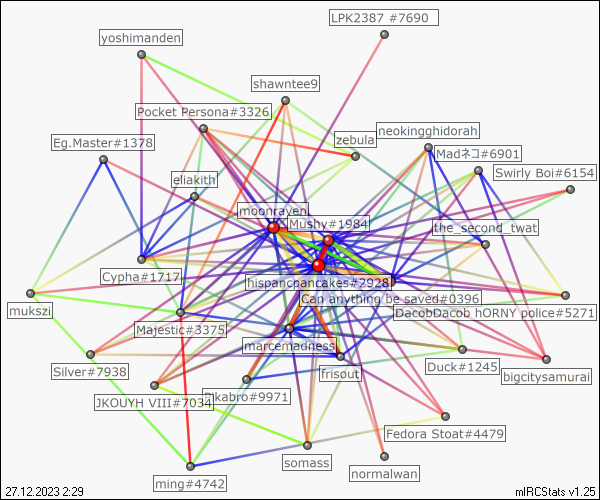 LPK2387 #7690
yoshimanden
shawntee9
Pocket Persona#3326
neokingghidorah
zebula
Eg.Master#1378
Madネコ#6901
Swirly Boi#6154
eliakith
moonrayen
Mushy#1984
the_second_twat
Cypha#1717
hispancpancakes#2928
mukszi
Can anything be saved#0396
DacobDacob hORNY police#5271
Majestic#3375
marcemadness
Silver#7938
frisout
Duck#1245
bigcitysamurai
JKOUYH VIII#7034
Fedora Stoat#4479
somass
normalwan
ming#4742
27.12.2023 2:29
mIRCStats v1.25